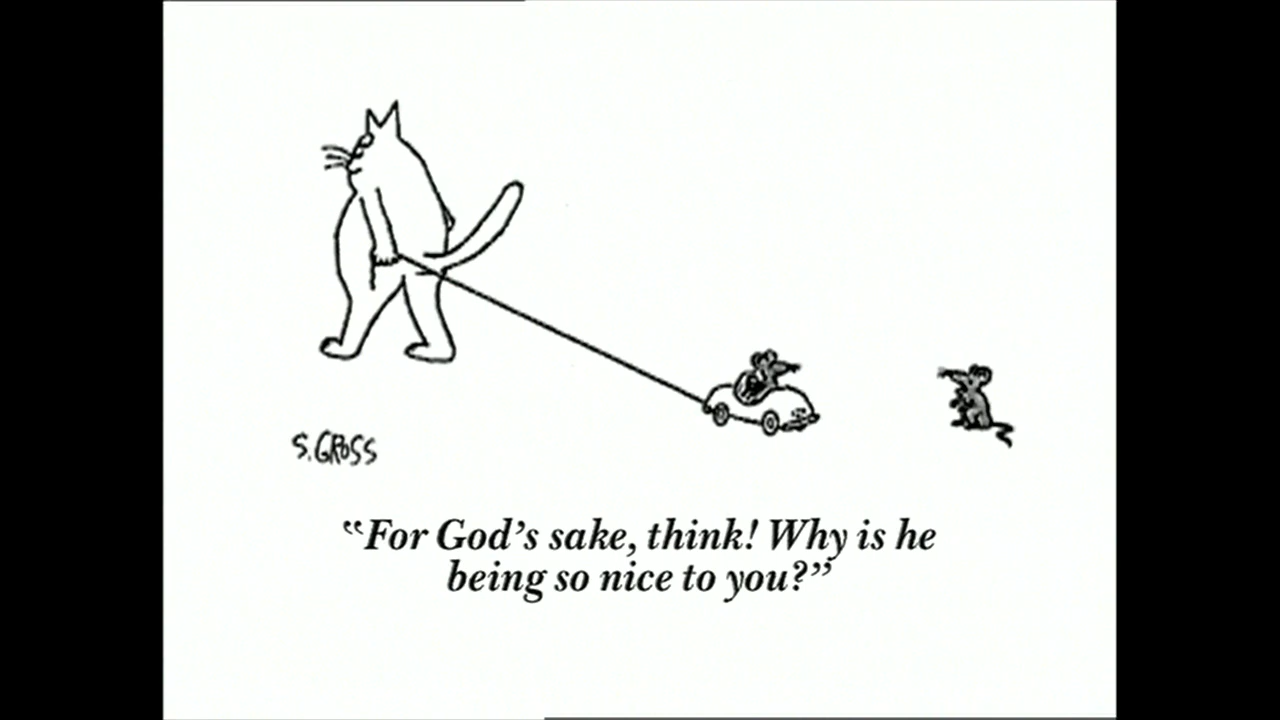 S.GROSS
“For God’s sake, think! Why is he
being so nice to you?”